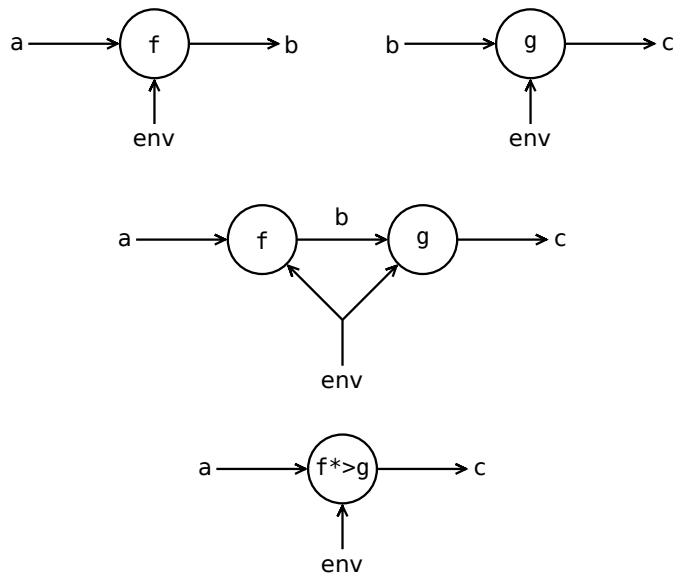 a f b b g c
env env
b
a f g c
env
a f*>g c
env